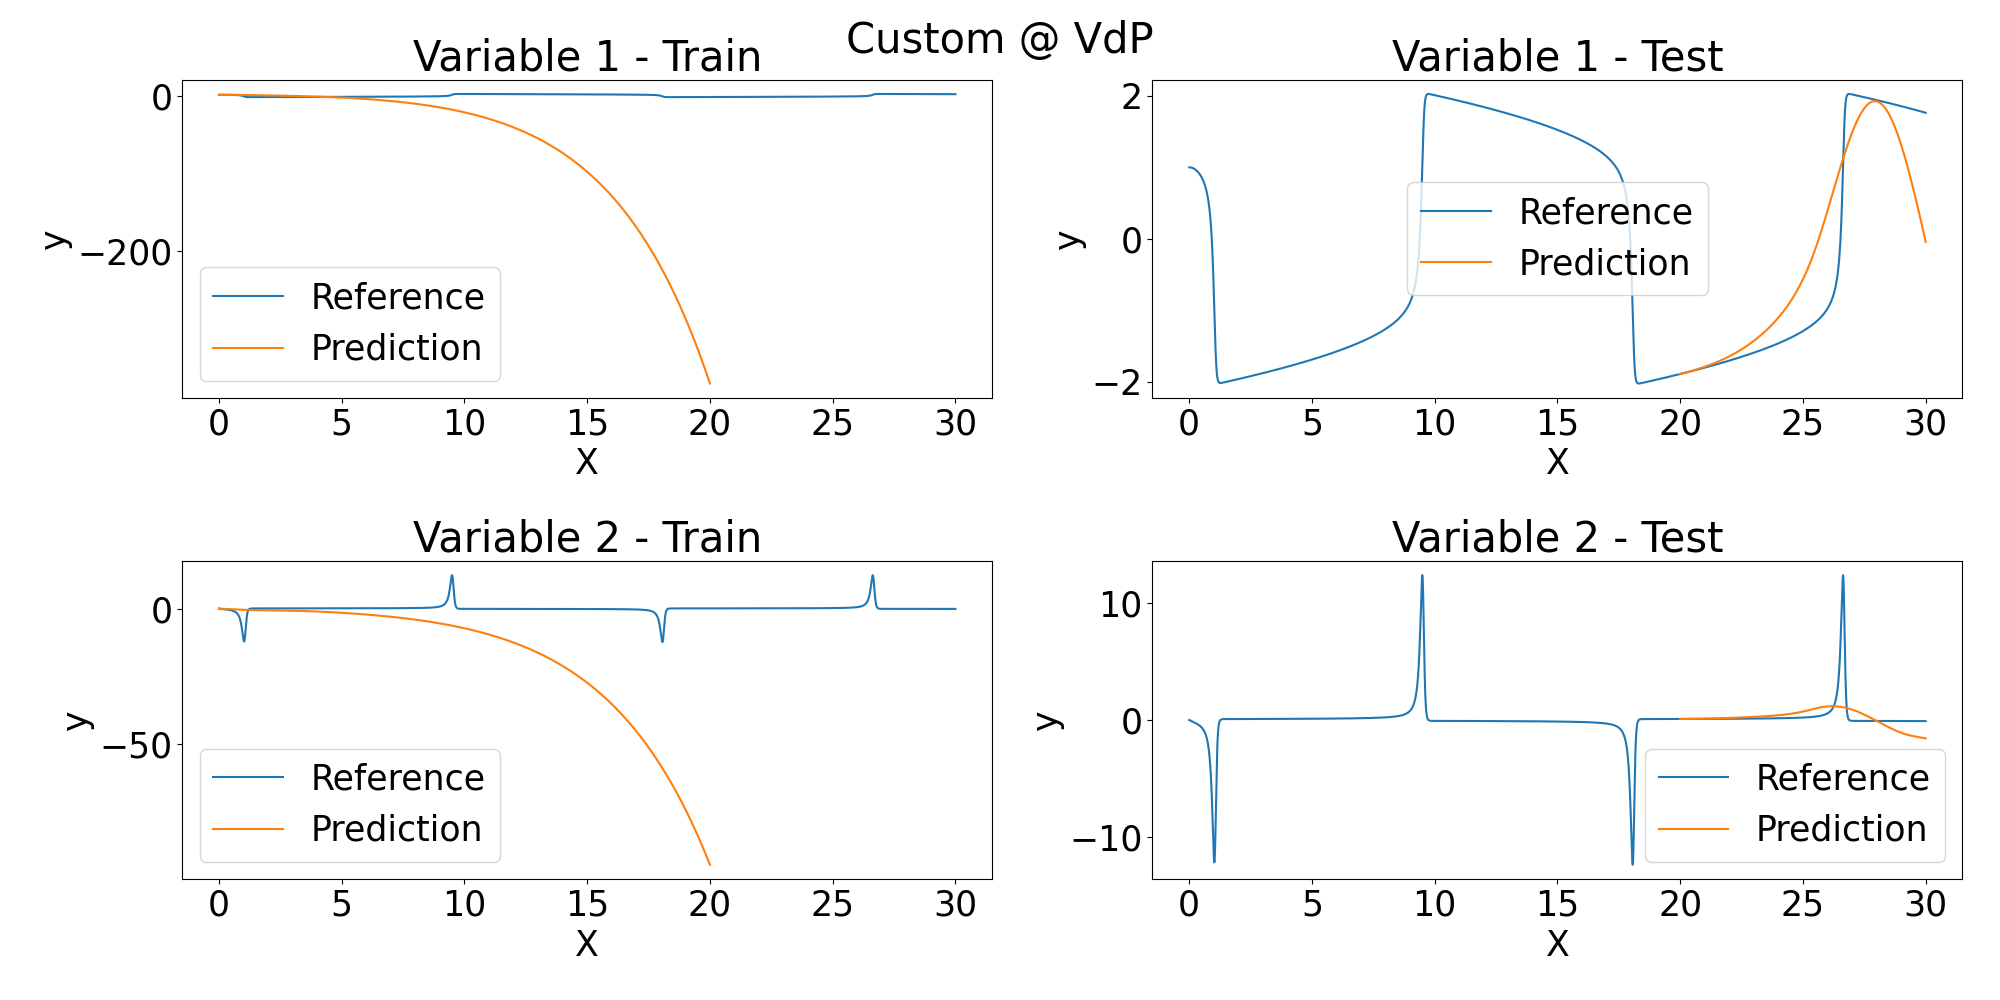 Custom @ VdP
Variable 1 - Train
y
0
−200
Reference
Prediction
0 5 10 15 20 25 30
X
Variable 1 - Test
y
2
0
−2
Reference
Prediction
0 5 10 15 20 25 30
X
Variable 2 - Train
y
0
−50
Reference
Prediction
0 5 10 15 20 25 30
X
Variable 2 - Test
y
10
0
−10
Reference
Prediction
0 5 10 15 20 25 30
X